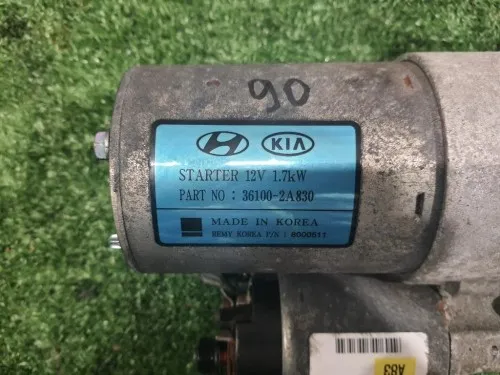 90
KIA
STARTER 12V 1.7kW
PART NO : 36100-2A830
MADE IN KOREA
REMY KOREA P/N : 8000511
A83